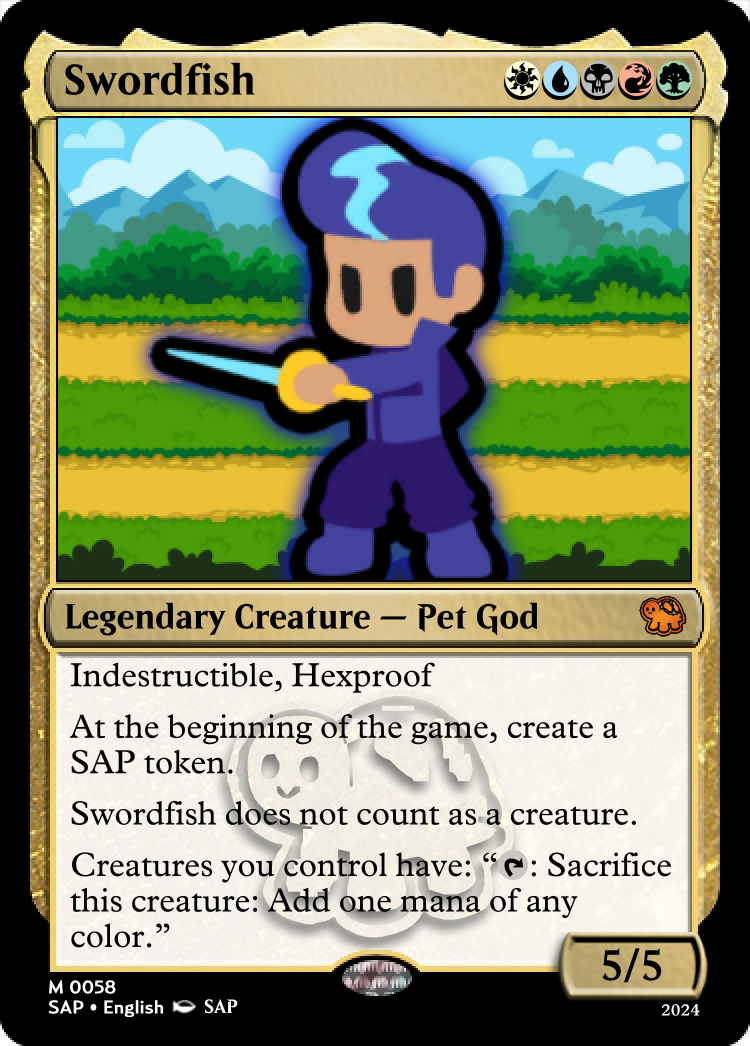 Swordfish
Legendary Creature — Pet God
Indestructible, Hexproof
At the beginning of the game, create a
SAP token.
Swordfish does not count as a creature.
Creatures you control have: “: Sacrifice
this creature: Add one mana of any
color.”
5/5
M 0058
SAP • English SAP
2024